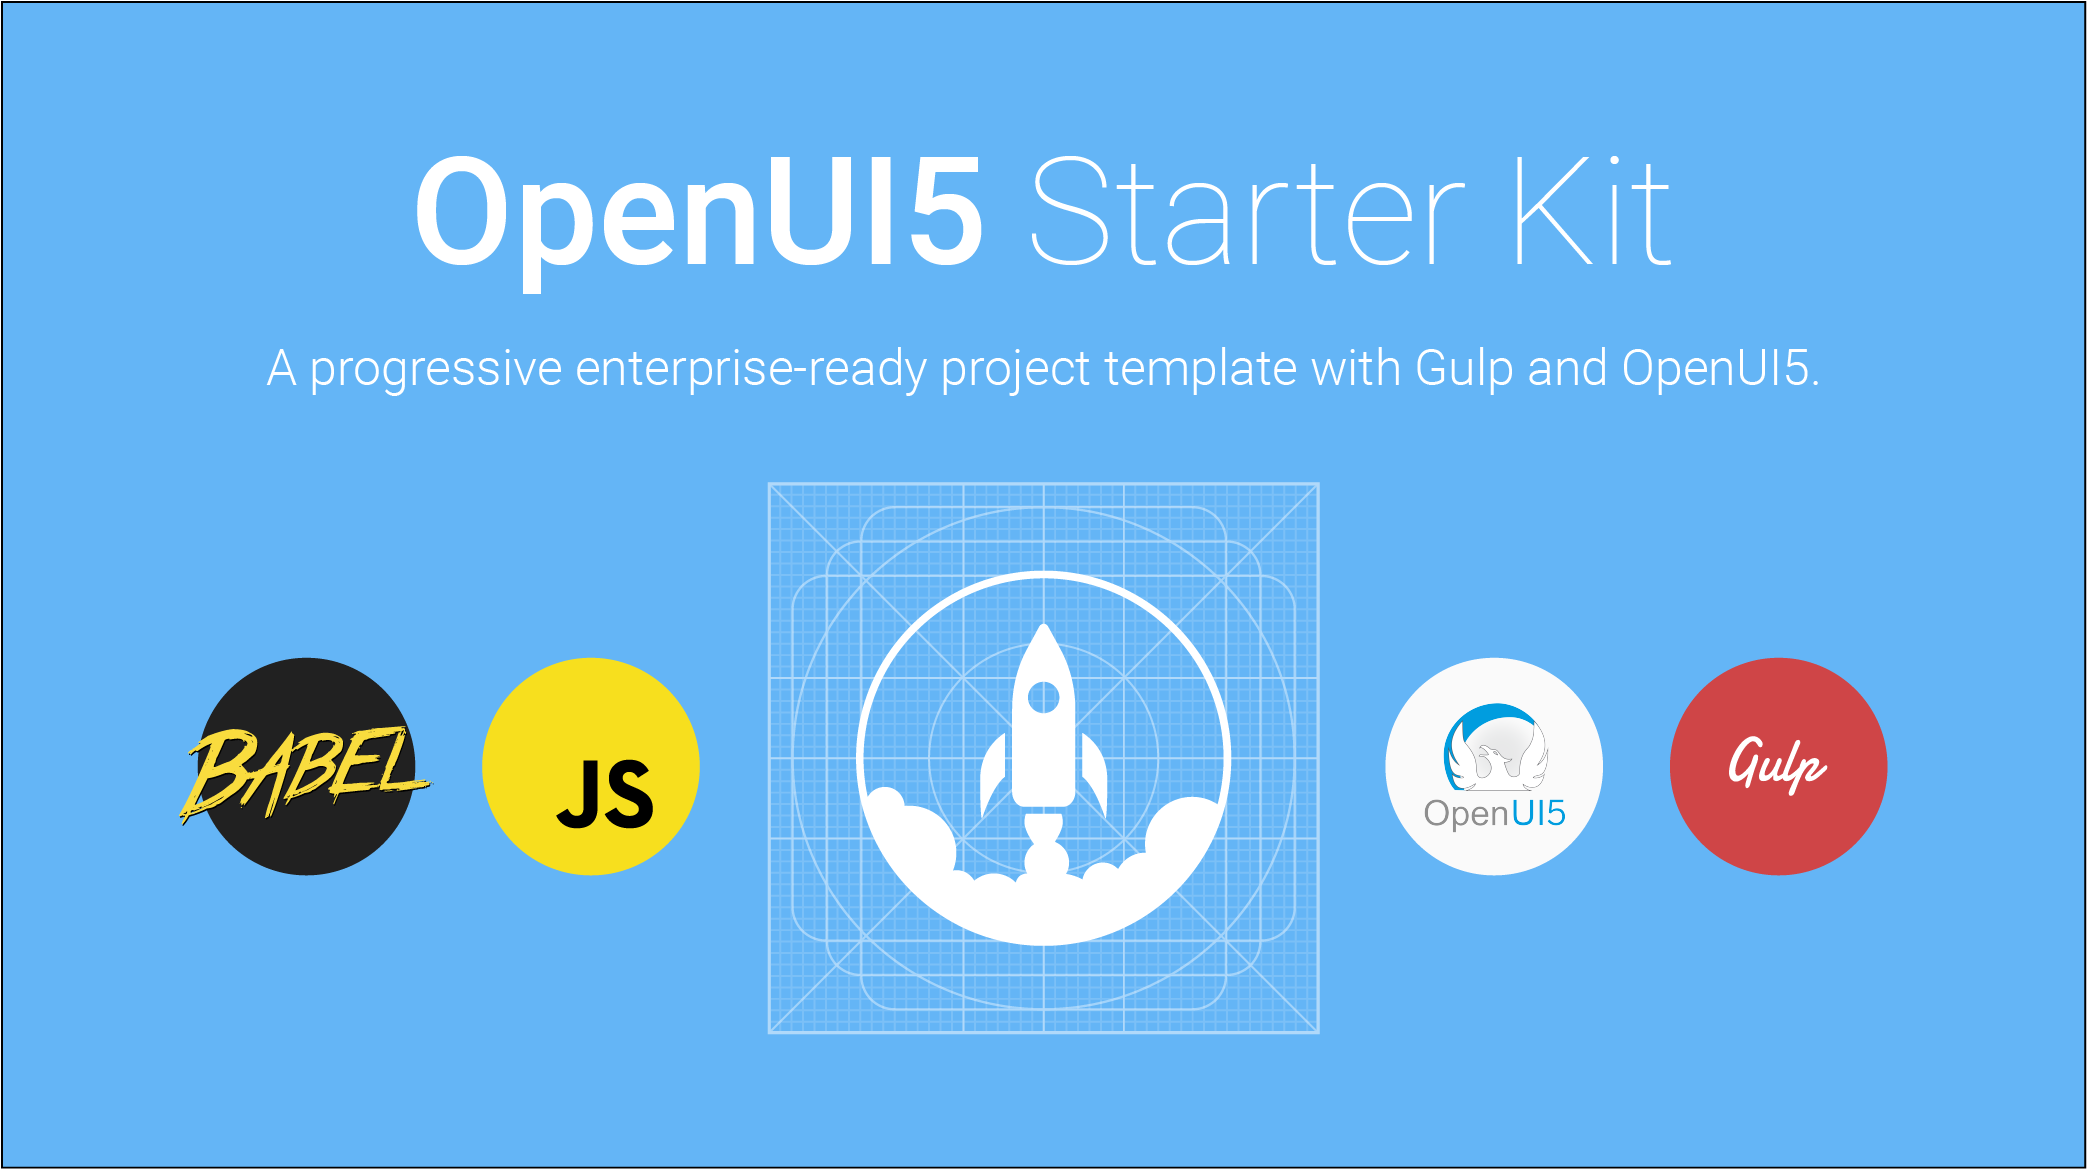 OpenUI5 Starter Kit
A progressive enterprise-ready project template with Gulp and OpenUI5.
BABEL
JS
OpenUI5
Gulp